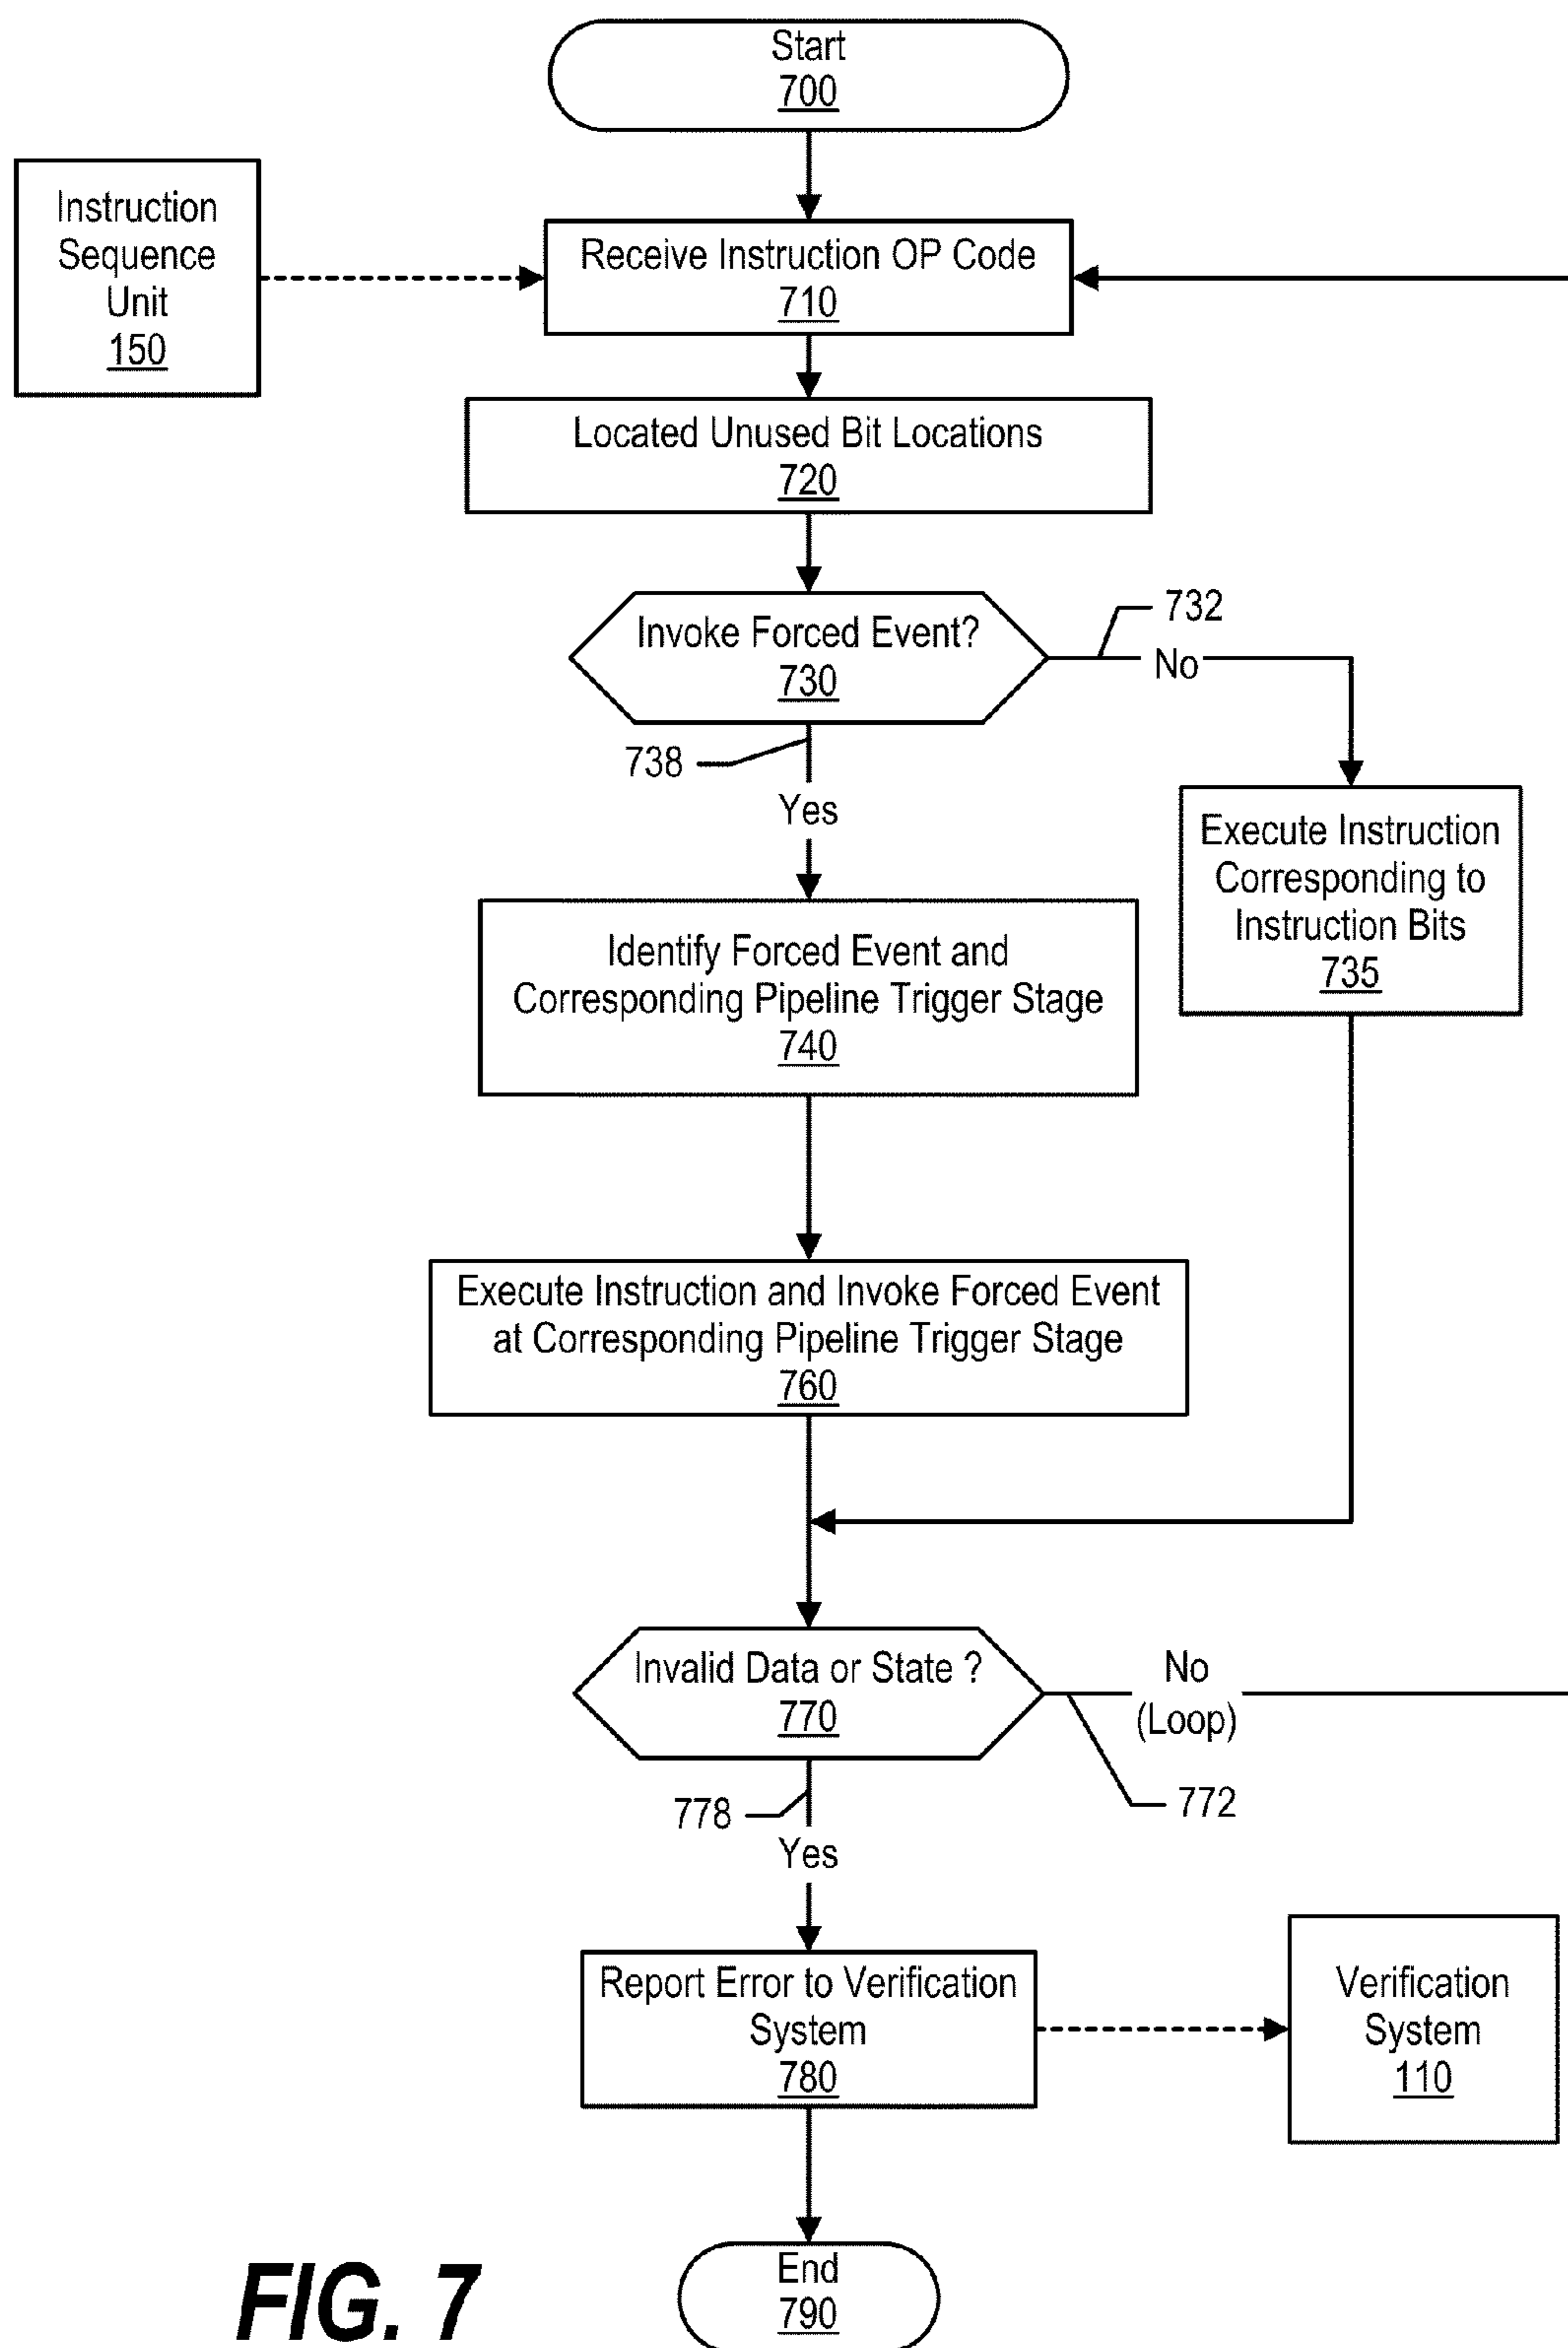 Start
700
Instruction
Sequence
Unit
150
Receive Instruction OP Code
710
Located Unused Bit Locations
720
Invoke Forced Event?
730
732
No
738
Yes
Execute Instruction
Corresponding to
Instruction Bits
735
Identify Forced Event and
Corresponding Pipeline Trigger Stage
740
Execute Instruction and Invoke Forced Event
at Corresponding Pipeline Trigger Stage
760
Invalid Data or State ?
770
No
(Loop)
772
778
Yes
Report Error to Verification
System
780
Verification
System
110
End
790
FIG. 7